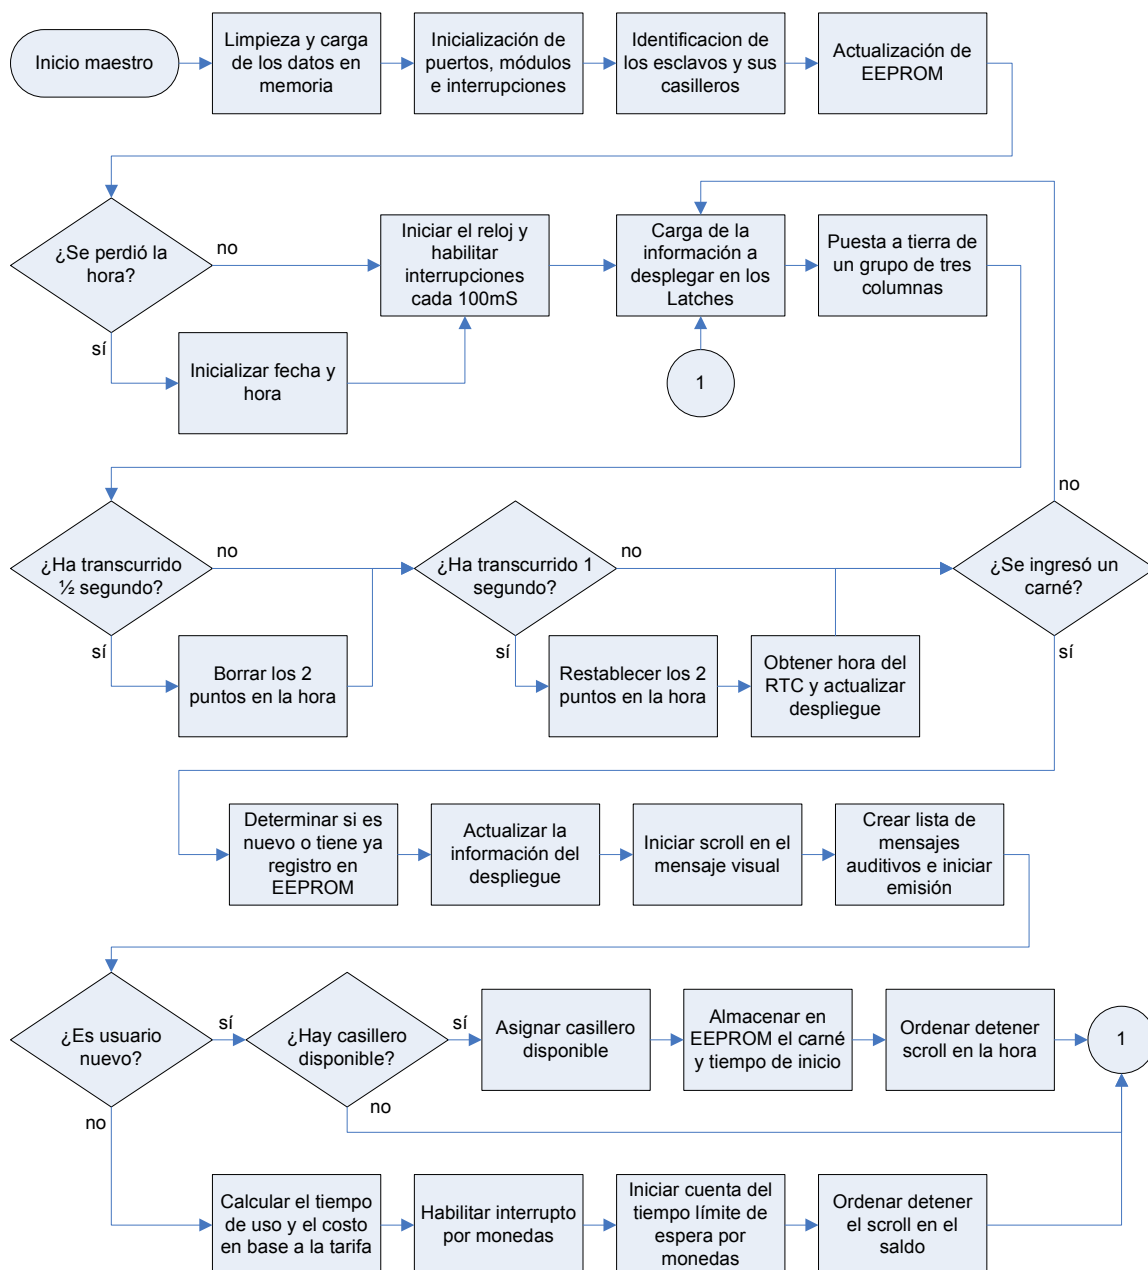 Inicio maestro
Limpieza y carga
de los datos en
memoria
Inicialización de
puertos, módulos
e interrupciones
Identificacion de
los esclavos y sus
casilleros
Actualización de
EEPROM
¿Se perdió la
hora?
no
sí
Inicializar fecha y
hora
Iniciar el reloj y
habilitar
interrupciones
cada 100mS
Carga de la
información a
desplegar en los
Latches
Puesta a tierra de
un grupo de tres
columnas
1
¿Ha transcurrido
½ segundo?
no
sí
Borrar los 2
puntos en la hora
¿Ha transcurrido 1
segundo?
no
sí
Restablecer los 2
puntos en la hora
Obtener hora del
RTC y actualizar
despliegue
¿Se ingresó un
carné?
no
sí
Determinar si es
nuevo o tiene ya
registro en
EEPROM
Actualizar la
información del
despliegue
Iniciar scroll en el
mensaje visual
Crear lista de
mensajes
auditivos e iniciar
emisión
¿Es usuario
nuevo?
sí
no
¿Hay casillero
disponible?
sí
no
Asignar casillero
disponible
Almacenar en
EEPROM el carné
y tiempo de inicio
Ordenar detener
scroll en la hora
1
Calcular el tiempo
de uso y el costo
en base a la tarifa
Habilitar interrupto
por monedas
Iniciar cuenta del
tiempo límite de
espera por
monedas
Ordenar detener
el scroll en el
saldo